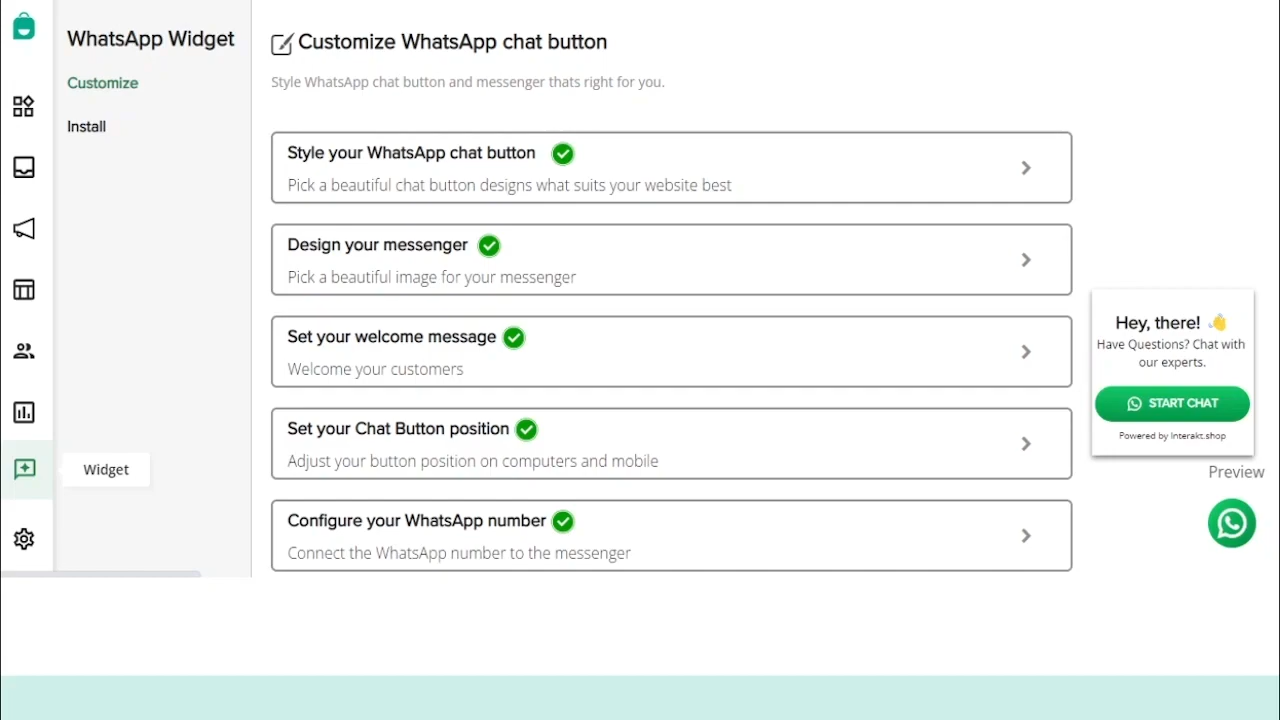 WhatsApp Widget
Customize
Install
Widget
Customize WhatsApp chat button
Style WhatsApp chat button and messenger thats right for you.
Style your WhatsApp chat button
Pick a beautiful chat button designs what suits your website best
Design your messenger
Pick a beautiful image for your messenger
Set your welcome message
Welcome your customers
Set your Chat Button position
Adjust your button position on computers and mobile
Configure your WhatsApp number
Connect the WhatsApp number to the messenger
Hey, there! 👋
Have Questions? Chat with
our experts.
START CHAT
Powered by Interakt.shop
Preview